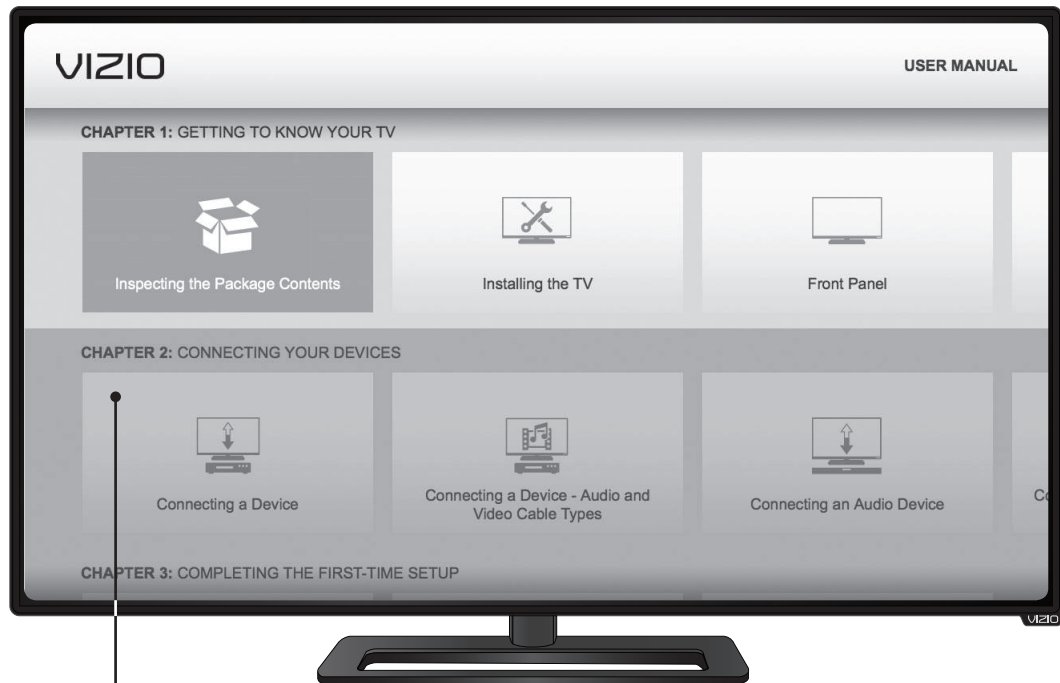 VIZIO
USER MANUAL
CHAPTER 1: GETTING TO KNOW YOUR TV
Inspecting the Package Contents
Installing the TV
Front Panel
CHAPTER 2: CONNECTING YOUR DEVICES
Connecting a Device
Connecting a Device - Audio and
Video Cable Types
Connecting an Audio Device
CHAPTER 3: COMPLETING THE FIRST-TIME SETUP
VIZIO